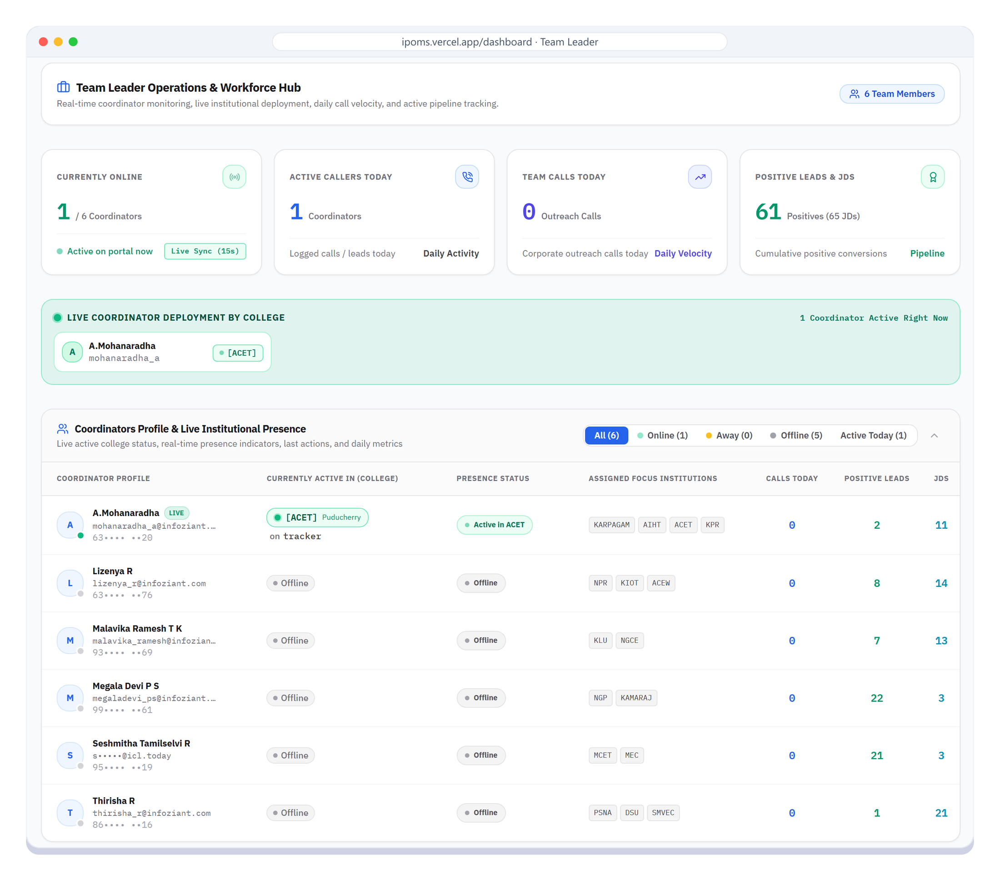 ipoms.vercel.app/dashboard · Team Leader
Team Leader Operations & Workforce Hub
Real-time coordinator monitoring, live institutional deployment, daily call velocity, and active pipeline tracking.
6 Team Members
CURRENTLY ONLINE
1 / 6 Coordinators
Active on portal now
Live Sync (15s)
ACTIVE CALLERS TODAY
1 Coordinators
Logged calls / leads today
Daily Activity
TEAM CALLS TODAY
0 Outreach Calls
Corporate outreach calls today
Daily Velocity
POSITIVE LEADS & JDS
61 Positives (65 JDs)
Cumulative positive conversions
Pipeline
LIVE COORDINATOR DEPLOYMENT BY COLLEGE
1 Coordinator Active Right Now
A
A.Mohanaradha
mohanaradha_a
[ACET]
Coordinators Profile & Live Institutional Presence
Live active college status, real-time presence indicators, last actions, and daily metrics
All (6)
Online (1)
Away (0)
Offline (5)
Active Today (1)
COORDINATOR PROFILE
CURRENTLY ACTIVE IN (COLLEGE)
PRESENCE STATUS
ASSIGNED FOCUS INSTITUTIONS
CALLS TODAY
POSITIVE LEADS
JDS
A
A.Mohanaradha LIVE
mohanaradha_a@infoziant.…
63•••• ••20
[ACET] Puducherry
on tracker
Active in ACET
KARPAGAM AIHT ACET KPR
0
2
11
L
Lizenya R
lizenya_r@infoziant.com
63•••• ••76
Offline
Offline
NPR KIOT ACEW
0
8
14
M
Malavika Ramesh T K
malavika_ramesh@infozian…
93•••• ••69
Offline
Offline
KLU NGCE
0
7
13
M
Megala Devi P S
megaladevi_ps@infoziant.…
99•••• ••61
Offline
Offline
NGP KAMARAJ
0
22
3
S
Seshmitha Tamilselvi R
s•••••@icl.today
95•••• ••19
Offline
Offline
MCET MEC
0
21
3
T
Thirisha R
thirisha_r@infoziant.com
86•••• ••16
Offline
Offline
PSNA DSU SMVEC
0
1
21